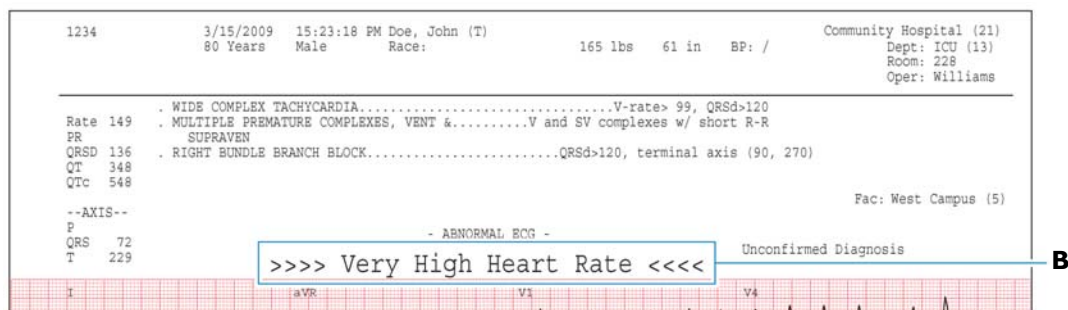 1234 3/15/2009 15:23:18 PM Doe, John (T) Community Hospital (21)
80 Years Male Race: 165 lbs 61 in BP: / Dept: ICU (13)
Room: 228
Oper: Williams
. WIDE COMPLEX TACHYCARDIA.................................V-rate> 99, QRSd>120
Rate 149 . MULTIPLE PREMATURE COMPLEXES, VENT &..........V and SV complexes w/ short R-R
PR SUPRAVEN
QRSD 136 . RIGHT BUNDLE BRANCH BLOCK.........................QRSd>120, terminal axis (90, 270)
QT 348
QTc 548
Fac: West Campus (5)
--AXIS--
P
- ABNORMAL ECG -
QRS 72
Unconfirmed Diagnosis
T 229
>>>> Very High Heart Rate <<<< B
I aVR V1 V4